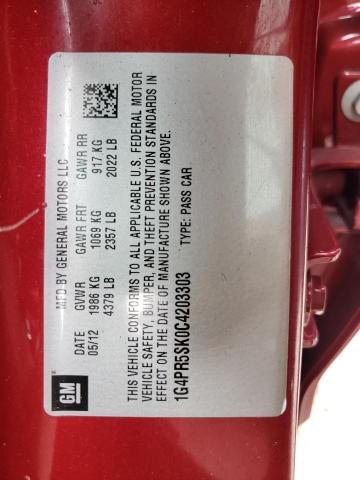 MFD BY GENERAL MOTORS LLC
DATE GVWR GAWR FRT GAWR RR
05/12 1986 KG 1069 KG 917 KG
4379 LB 2357 LB 2022 LB
THIS VEHICLE CONFORMS TO ALL APPLICABLE U.S. FEDERAL MOTOR
VEHICLE SAFETY, BUMPER, AND THEFT PREVENTION STANDARDS IN
EFFECT ON THE DATE OF MANUFACTURE SHOWN ABOVE.
1G4PR5SK0C4203303 TYPE: PASS CAR
GM